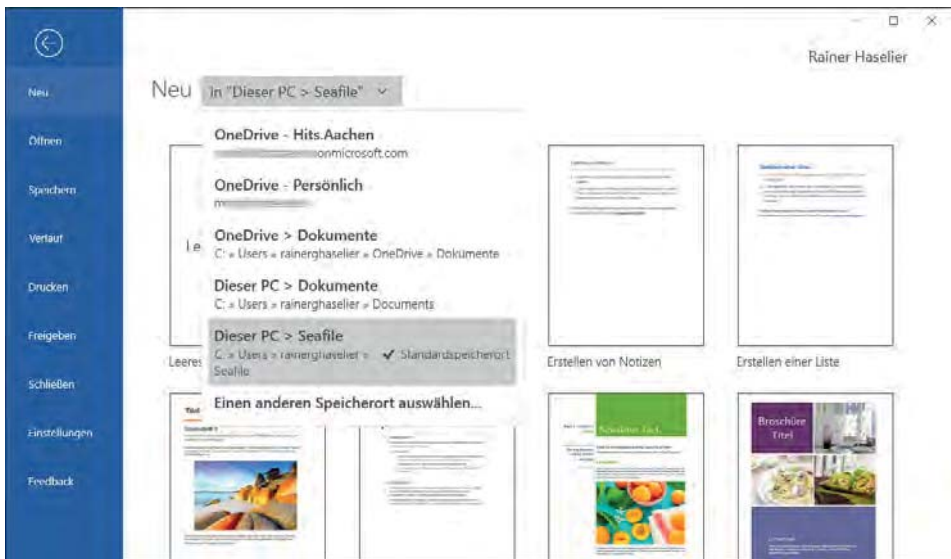 Rainer Haselier
Neu
Öffnen
Speichern
Verlauf
Drucken
Freigeben
Schließen
Einstellungen
Feedback
Neu in "Dieser PC > Seafile"
OneDrive - Hits.Aachen
onmicrosoft.com
OneDrive - Persönlich
m
OneDrive > Dokumente
C: » Users » rainerghaselier » OneDrive » Dokumente
Dieser PC > Dokumente
C: » Users » rainerghaselier » Documents
Dieser PC > Seafile
C: » Users » rainerghaselier » ✔ Standardspeicherort
Seafile
Einen anderen Speicherort auswählen...
Le
Leeres
Erstellen von Notizen
Erstellen einer Liste
Titel
Broschüre
Titel